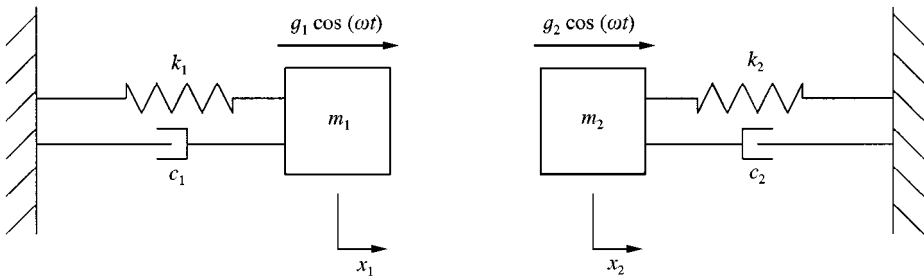 g₁ cos (ωt)
g₂ cos (ωt)
k₁
k₂
m₁
m₂
c₁
c₂
x₁
x₂